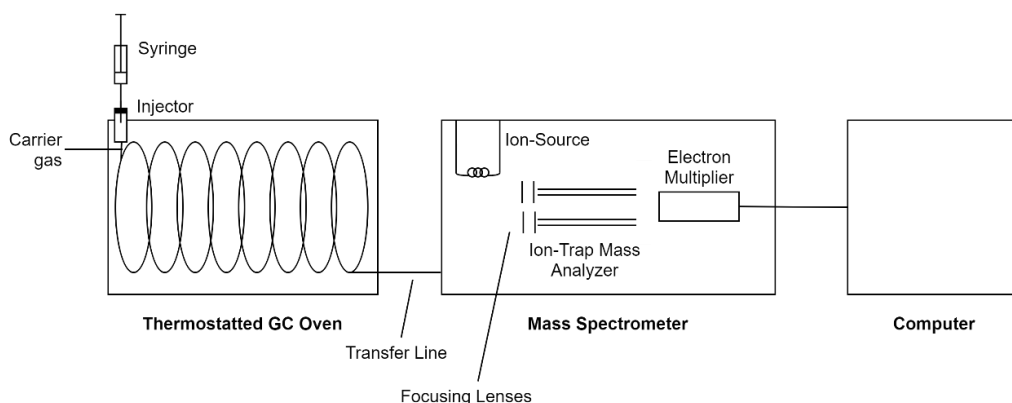 Syringe
Injector
Carrier
gas
Ion-Source
Electron
Multiplier
Ion-Trap Mass
Analyzer
Thermostatted GC Oven
Mass Spectrometer
Computer
Transfer Line
Focusing Lenses